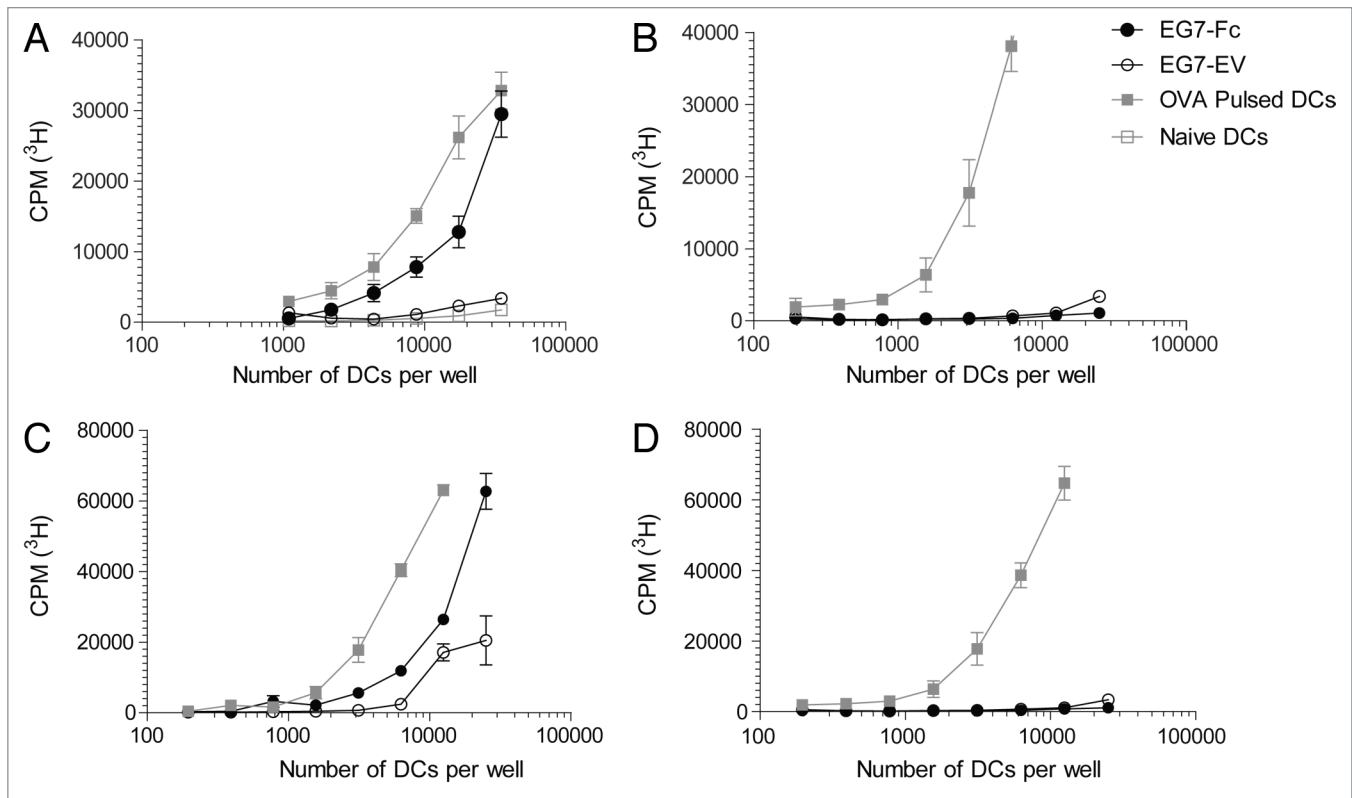 A
40000
30000
20000
10000
0
CPM (³H)
100 1000 10000 100000
Number of DCs per well
B
40000
30000
20000
10000
0
CPM (³H)
100 1000 10000 100000
Number of DCs per well
EG7-Fc
EG7-EV
OVA Pulsed DCs
Naive DCs
C
80000
60000
40000
20000
0
CPM (³H)
100 1000 10000 100000
Number of DCs per well
D
80000
60000
40000
20000
0
CPM (³H)
100 1000 10000 100000
Number of DCs per well